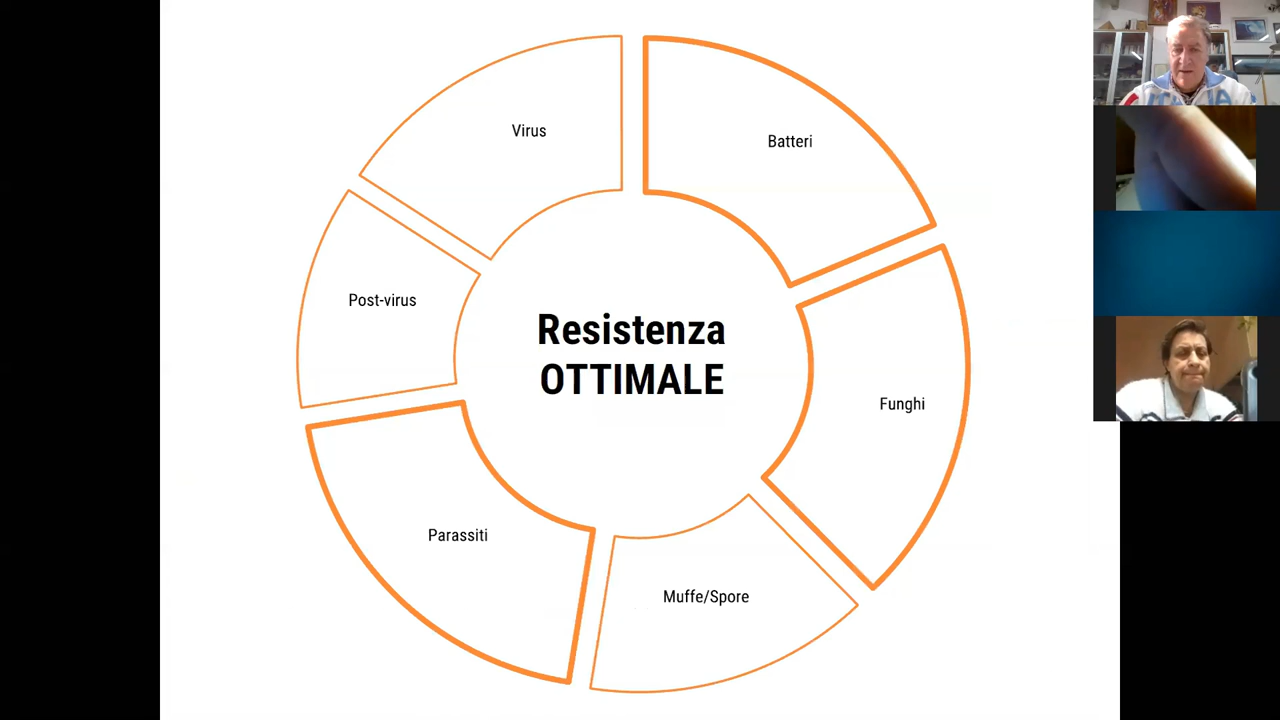 Virus
Batteri
Post-virus
Resistenza
OTTIMALE
Funghi
Parassiti
Muffe/Spore